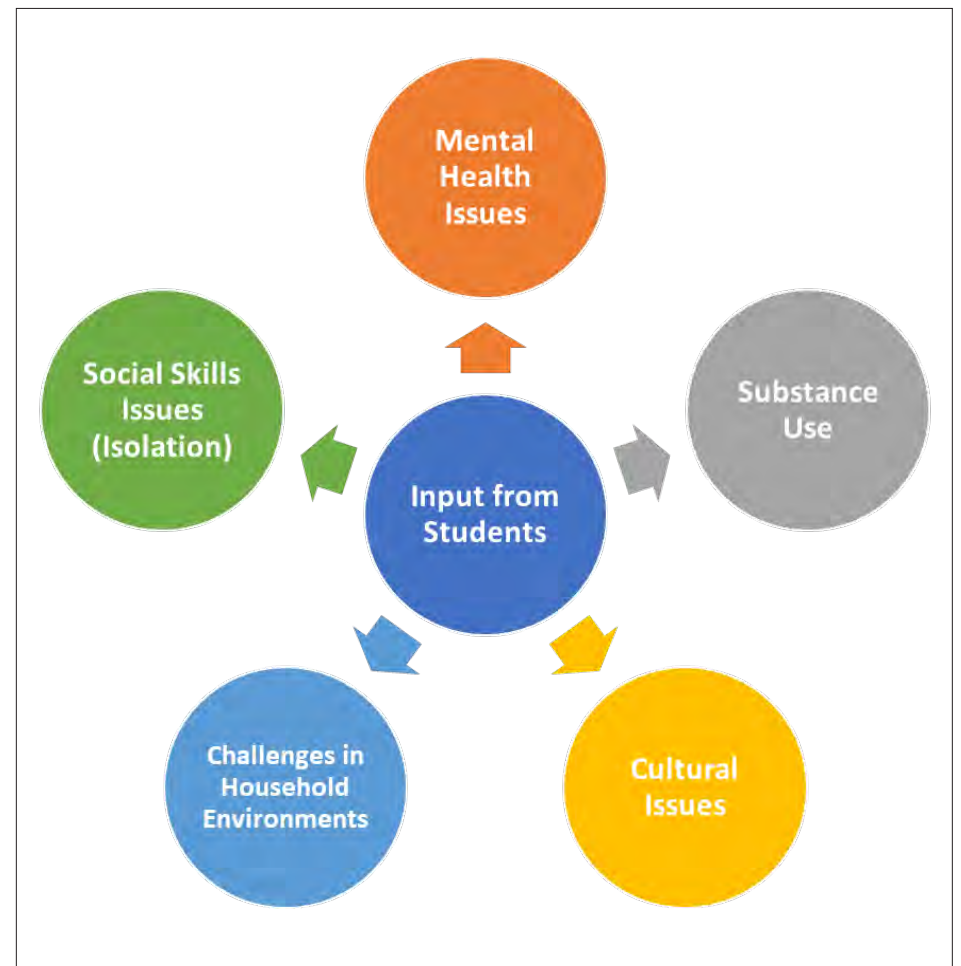 Mental
Health
Issues
Substance
Use
Cultural
Issues
Challenges in
Household
Environments
Social Skills
Issues
(Isolation)
Input from
Students